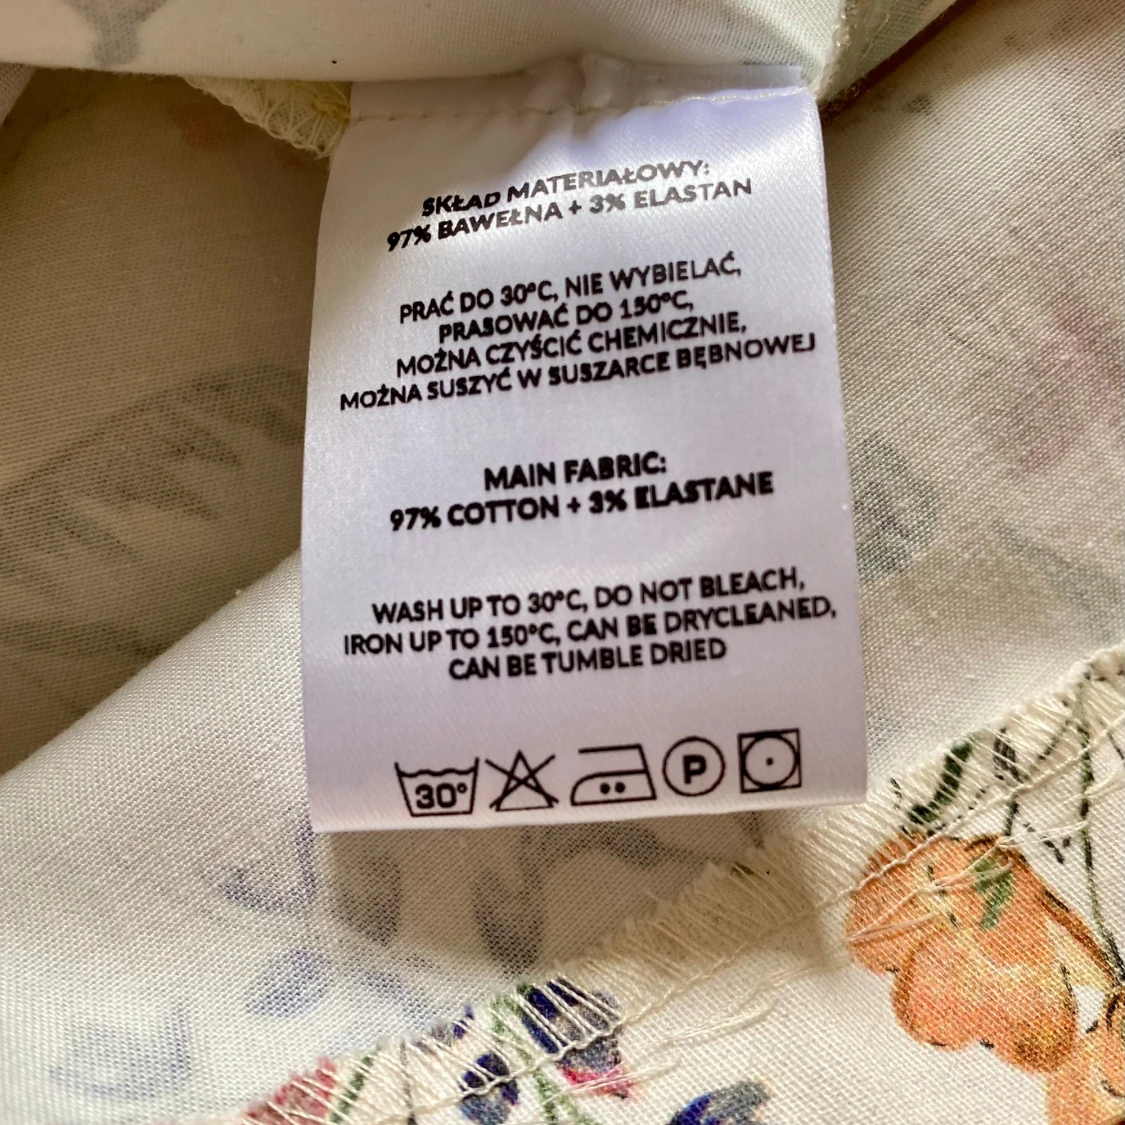 SKŁAD MATERIAŁOWY:
97% BAWEŁNA + 3% ELASTAN
PRAĆ DO 30°C, NIE WYBIELAĆ,
PRASOWAĆ DO 150°C,
MOŻNA CZYŚCIĆ CHEMICZNIE,
MOŻNA SUSZYĆ W SUSZARCE BĘBNOWEJ
MAIN FABRIC:
97% COTTON + 3% ELASTANE
WASH UP TO 30°C, DO NOT BLEACH,
IRON UP TO 150°C, CAN BE DRYCLEANED,
CAN BE TUMBLE DRIED
30° P